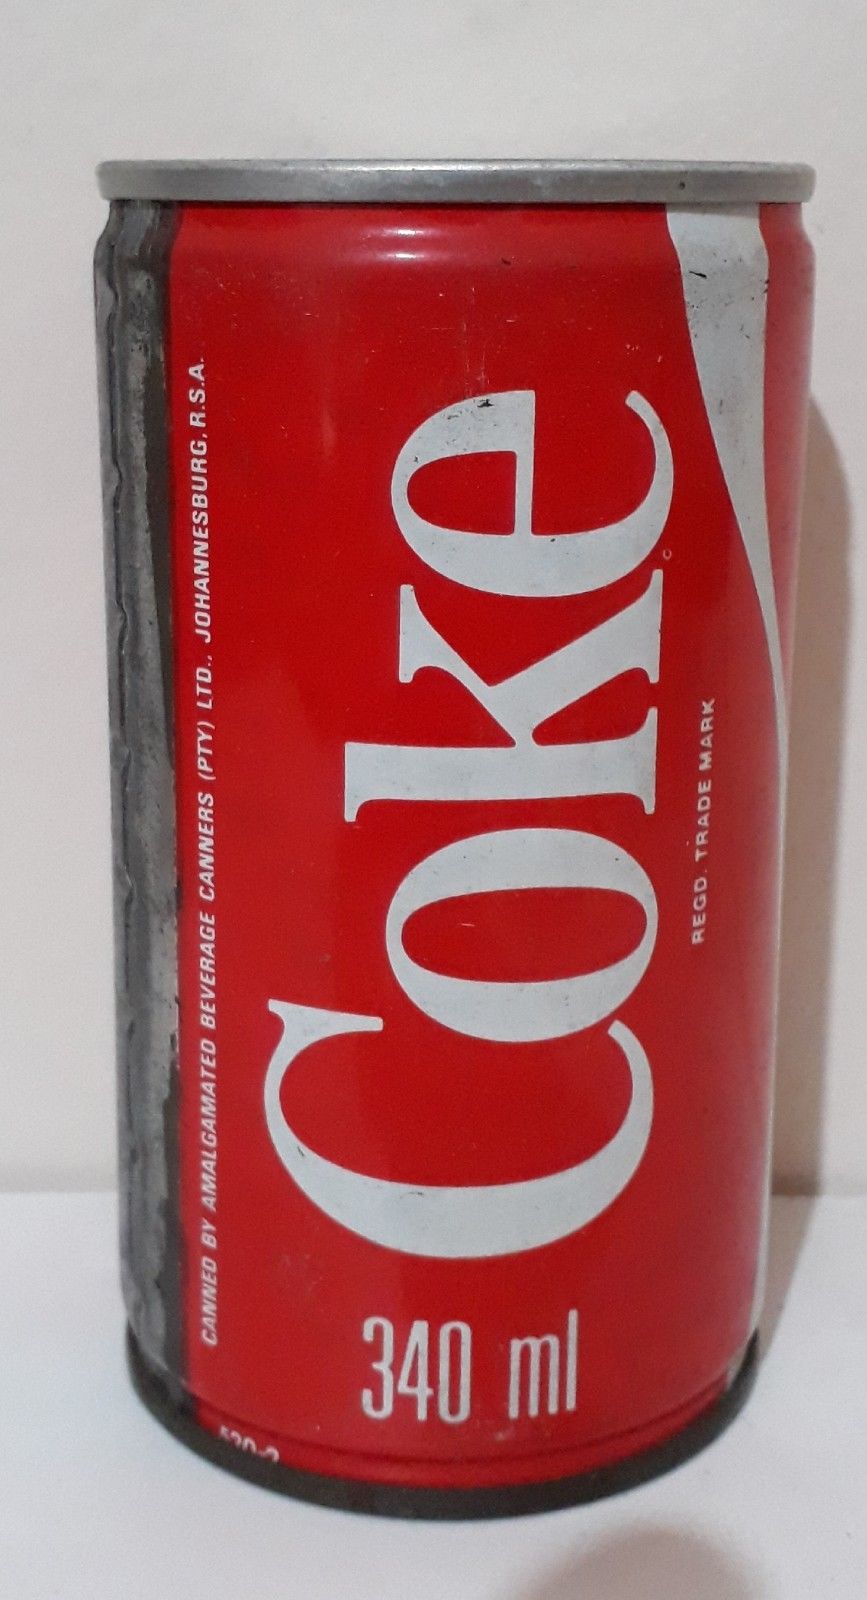 CANNED BY AMALGAMATED BEVERAGE CANNERS (PTY) LTD., JOHANNESBURG, R.S.A.
Coke
REGD. TRADE MARK
340 ml